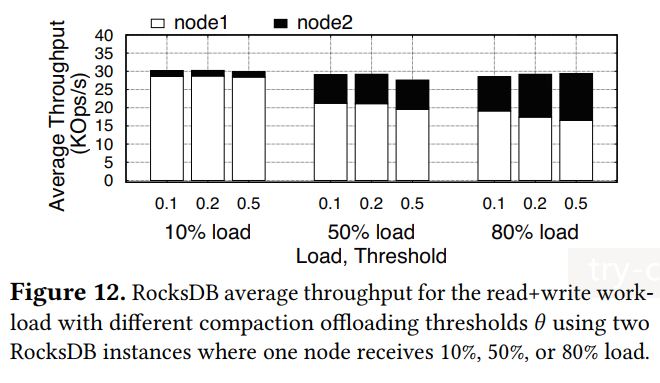 node1 node2
Average Throughput
(KOps/s)
40
35
30
25
20
15
10
5
0
0.1 0.2 0.5 0.1 0.2 0.5 0.1 0.2 0.5
10% load 50% load 80% load
Load, Threshold
try-c
Figure 12. RocksDB average throughput for the read+write work-
load with different compaction offloading thresholds θ using two
RocksDB instances where one node receives 10%, 50%, or 80% load.